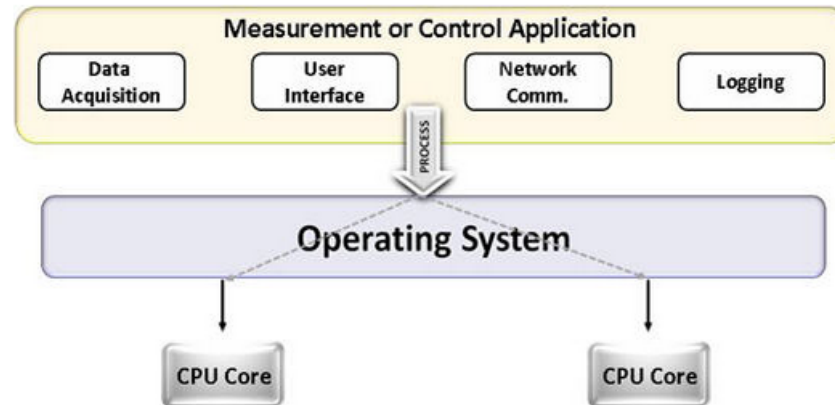 Measurement or Control Application
Data
Acquisition
User
Interface
Network
Comm.
Logging
PROCESS
Operating System
CPU Core
CPU Core